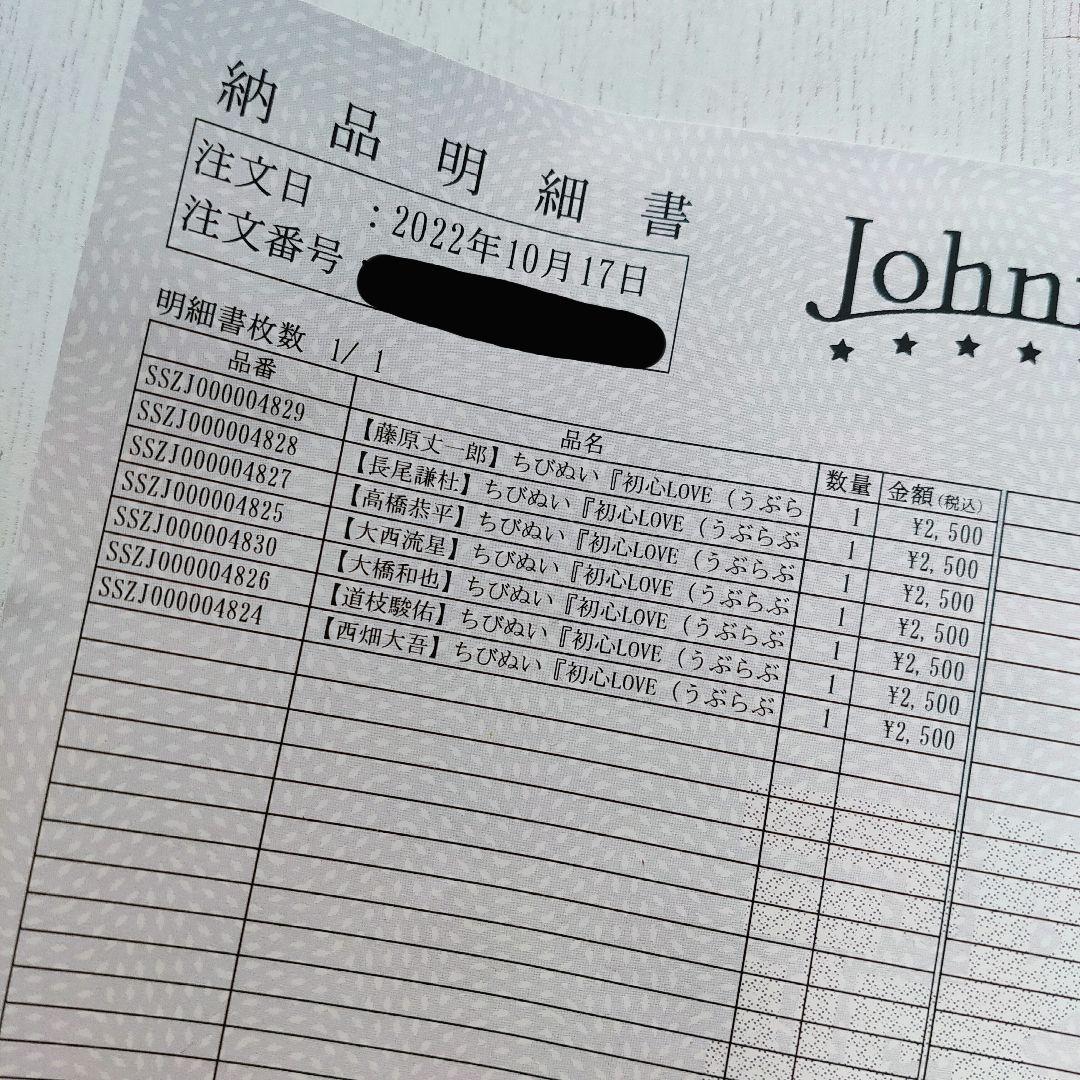 納品明細書
注文日 ：2022年10月17日
注文番号
John
明細書枚数 1/ 1
品番 品名 数量 金額(税込)
SSZJ000004829 【藤原丈一郎】ちびぬい『初心LOVE (うぶら 1 ¥2,500
SSZJ000004828 【長尾謙杜】ちびぬい『初心LOVE (うぶらぶ 1 ¥2,500
SSZJ000004827 【高橋恭平】ちびぬい『初心LOVE (うぶらぶ 1 ¥2,500
SSZJ000004825 【大西流星】ちびぬい『初心LOVE (うぶらぶ 1 ¥2,500
SSZJ000004830 【大橋和也】ちびぬい『初心LOVE (うぶらぶ 1 ¥2,500
SSZJ000004826 【道枝駿佑】ちびぬい『初心LOVE (うぶらぶ 1 ¥2,500
SSZJ000004824 【西畑大吾】ちびぬい『初心LOVE (うぶらぶ 1 ¥2,500